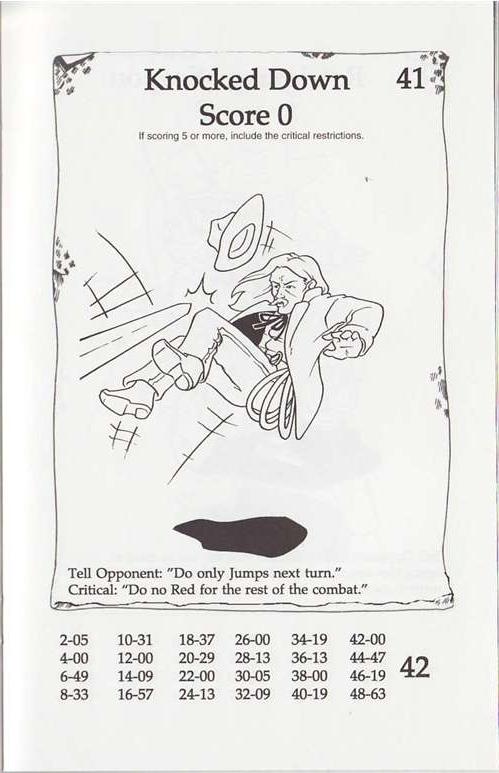 Knocked Down 41
Score 0
If scoring 5 or more, include the critical restrictions.
Tell Opponent: "Do only Jumps next turn."
Critical: "Do no Red for the rest of the combat."
2-05 10-31 18-37 26-00 34-19 42-00
4-00 12-00 20-29 28-13 36-13 44-47
6-49 14-09 22-00 30-05 38-00 46-19
8-33 16-57 24-13 32-09 40-19 48-63
42